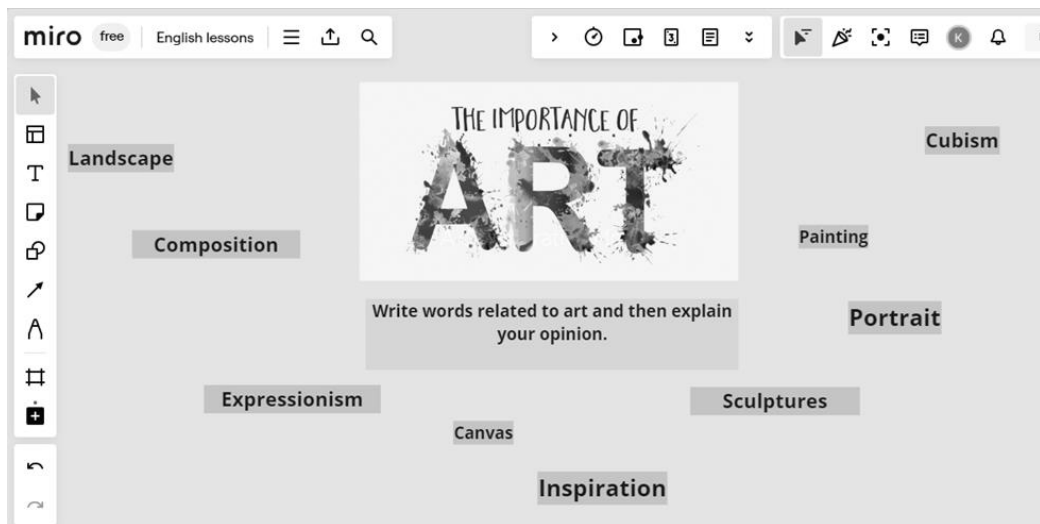 miro free English lessons
3
K
Landscape
THE IMPORTANCE OF
ART
Cubism
Composition
Painting
Write words related to art and then explain
your opinion.
Portrait
Expressionism
Sculptures
Canvas
Inspiration